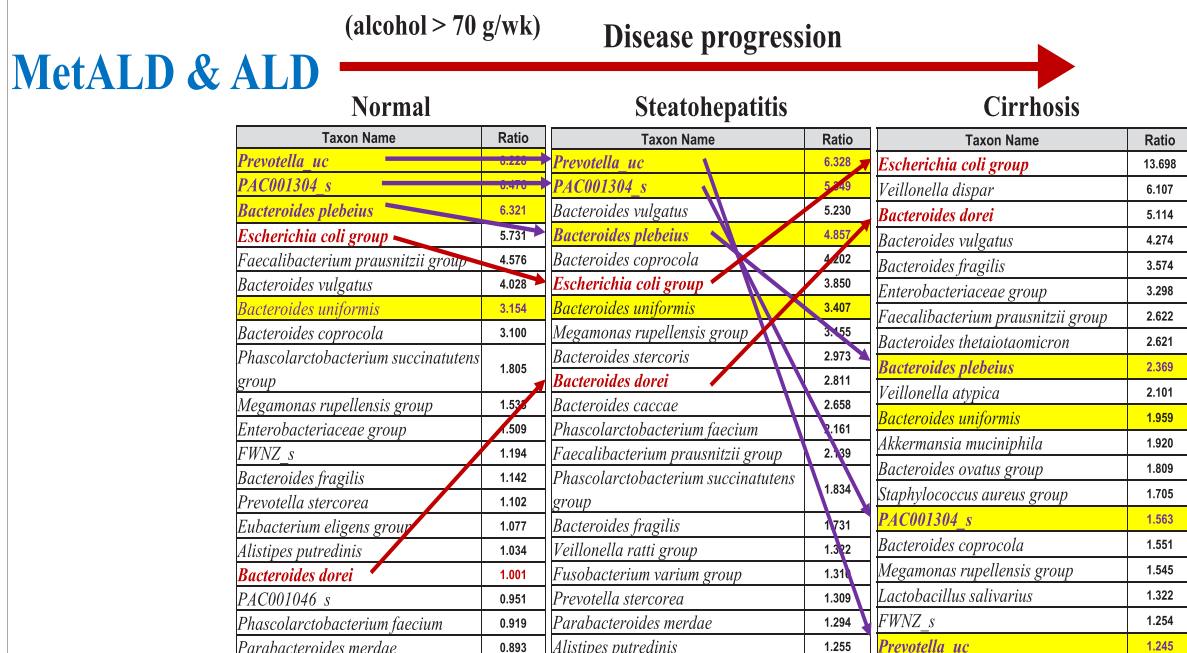 (alcohol > 70 g/wk)
Disease progression
MetALD & ALD
Normal
Steatohepatitis
Cirrhosis
Taxon Name Ratio
Prevotella_uc
PAC001304_s
Bacteroides plebeius 6.321
Escherichia coli group 5.731
Faecalibacterium prausnitzii group 4.576
Bacteroides vulgatus 4.028
Bacteroides uniformis 3.154
Bacteroides coprocola 3.100
Phascolarctobacterium succinatutens
group 1.805
Megamonas rupellensis group
Enterobacteriaceae group 1.509
FWNZ_s 1.194
Bacteroides fragilis 1.142
Prevotella stercorea 1.102
Eubacterium eligens group 1.077
Alistipes putredinis 1.034
Bacteroides dorei 1.001
PAC001046_s 0.951
Phascolarctobacterium faecium 0.919
Parabacteroides merdae 0.893
Taxon Name Ratio
Prevotella_uc 6.328
PAC001304_s
Bacteroides vulgatus 5.230
Bacteroides plebeius 4.857
Bacteroides coprocola 4.202
Escherichia coli group 3.850
Bacteroides uniformis 3.407
Megamonas rupellensis group 3.155
Bacteroides stercoris 2.973
Bacteroides dorei 2.811
Bacteroides caccae 2.658
Phascolarctobacterium faecium 2.161
Faecalibacterium prausnitzii group
Phascolarctobacterium succinatutens
group 1.834
Bacteroides fragilis 1.731
Veillonella ratti group
Fusobacterium varium group
Prevotella stercorea 1.309
Parabacteroides merdae 1.294
Alistipes putredinis 1.255
Taxon Name Ratio
Escherichia coli group 13.698
Veillonella dispar 6.107
Bacteroides dorei 5.114
Bacteroides vulgatus 4.274
Bacteroides fragilis 3.574
Enterobacteriaceae group 3.298
Faecalibacterium prausnitzii group 2.622
Bacteroides thetaiotaomicron 2.621
Bacteroides plebeius 2.369
Veillonella atypica 2.101
Bacteroides uniformis 1.959
Akkermansia muciniphila 1.920
Bacteroides ovatus group 1.809
Staphylococcus aureus group 1.705
PAC001304_s 1.563
Bacteroides coprocola 1.551
Megamonas rupellensis group 1.545
Lactobacillus salivarius 1.322
FWNZ_s 1.254
Prevotella_uc 1.245